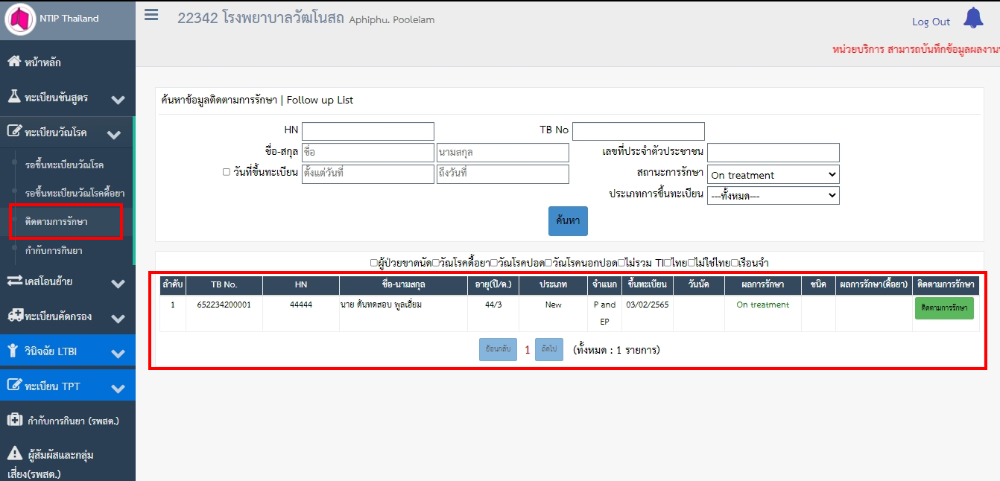 NTIP Thailand
22342 โรงพยาบาลวัฒโนสถ Aphiphu. Pooleiam
Log Out
หน่วยบริการ สามารถบันทึกข้อมูลผลงาน
หน้าหลัก
ทะเบียนชันสูตร
ทะเบียนวัณโรค
รอขึ้นทะเบียนวัณโรค
รอขึ้นทะเบียนวัณโรคดื้อยา
ติดตามการรักษา
กำกับการกินยา
เคสโอนย้าย
ทะเบียนคัดกรอง
วินิจฉัย LTBI
ทะเบียน TPT
กำกับการกินยา (รพสต.)
ผู้สัมผัสและกลุ่ม
เสี่ยง(รพสต.)
ค้นหาข้อมูลติดตามการรักษา | Follow up List
HN TB No
ชื่อ-สกุล ชื่อ นามสกุล เลขที่ประจำตัวประชาชน
วันที่ขึ้นทะเบียน ตั้งแต่วันที่ ถึงวันที่ สถานะการรักษา On treatment
ประเภทการขึ้นทะเบียน ---ทั้งหมด---
ค้นหา
ผู้ป่วยขาดนัด วัณโรคดื้อยา วัณโรคปอด วัณโรคนอกปอด ไม่รวม TI ไทย ไม่ใช่ไทย เรือนจำ
ลำดับ TB No. HN ชื่อ-นามสกุล อายุ(ปี/ด.) ประเภท จำแนก ขึ้นทะเบียน วันนัด ผลการรักษา ชนิด ผลการรักษา(ดื้อยา) ติดตามการรักษา
1 652234200001 44444 นาย ต้นทดสอบ พูลเอี่ยม 44/3 New P and 03/02/2565 On treatment ติดตามการรักษา
EP
ย้อนกลับ 1 ถัดไป (ทั้งหมด : 1 รายการ)